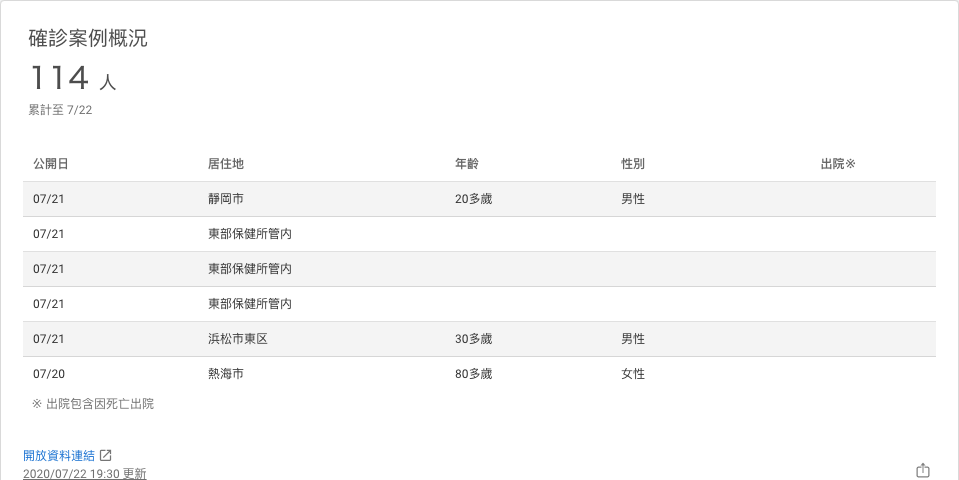 確診案例概況
114 人
累計至 7/22
公開日 居住地 年齡 性別 出院※
07/21 靜岡市 20多歲 男性
07/21 東部保健所管内
07/21 東部保健所管内
07/21 東部保健所管内
07/21 浜松市東区 30多歲 男性
07/20 熱海市 80多歲 女性
※ 出院包含因死亡出院
開放資料連結
2020/07/22 19:30 更新